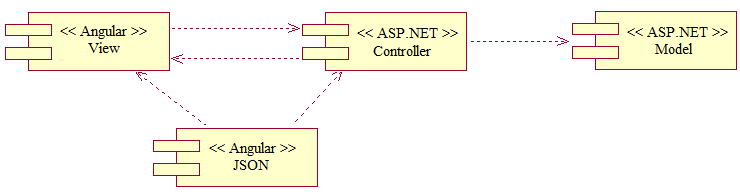 << Angular >>
View
<< ASP.NET >>
Controller
<< ASP.NET >>
Model
<< Angular >>
JSON